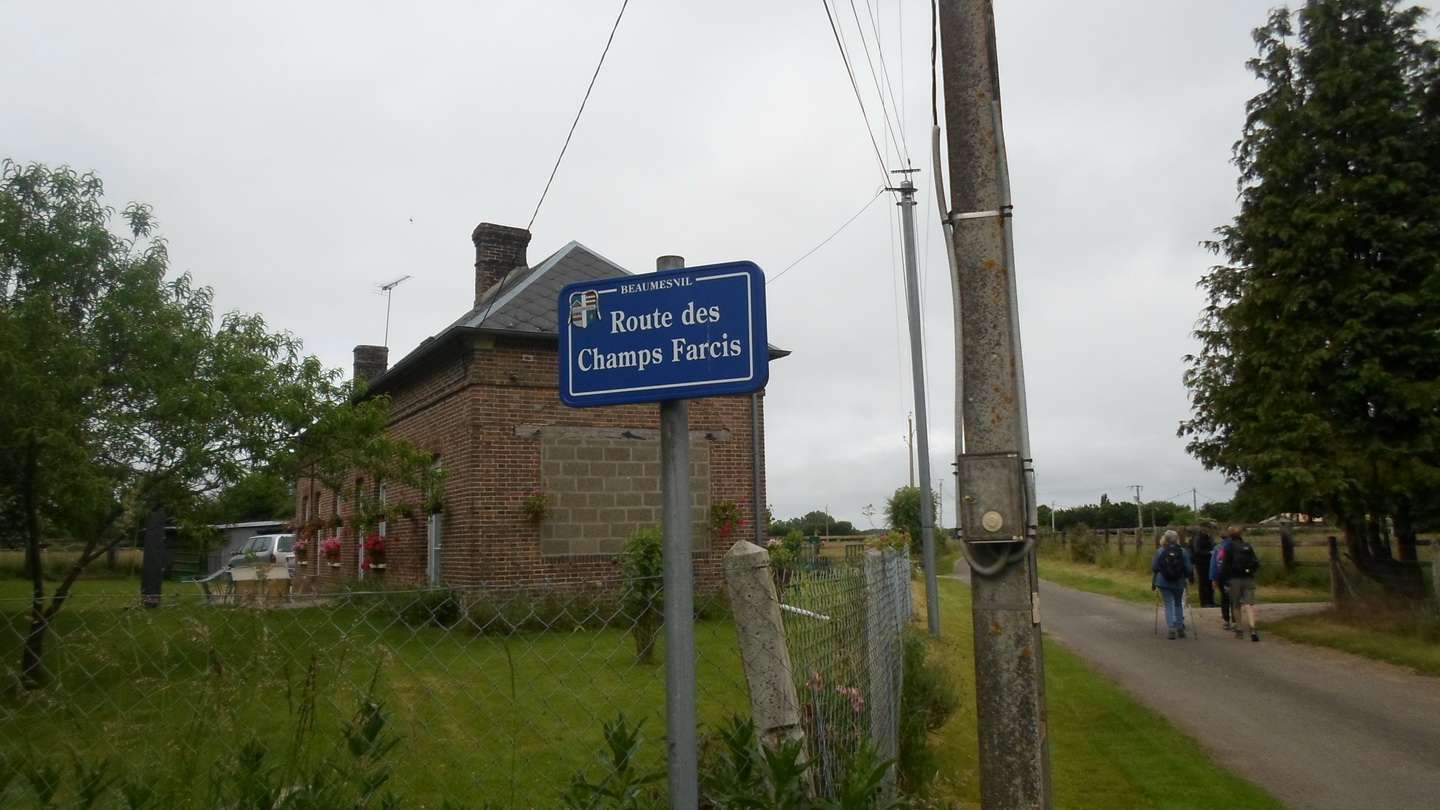 BEAUMESNIL
Route des
Champs Farcis